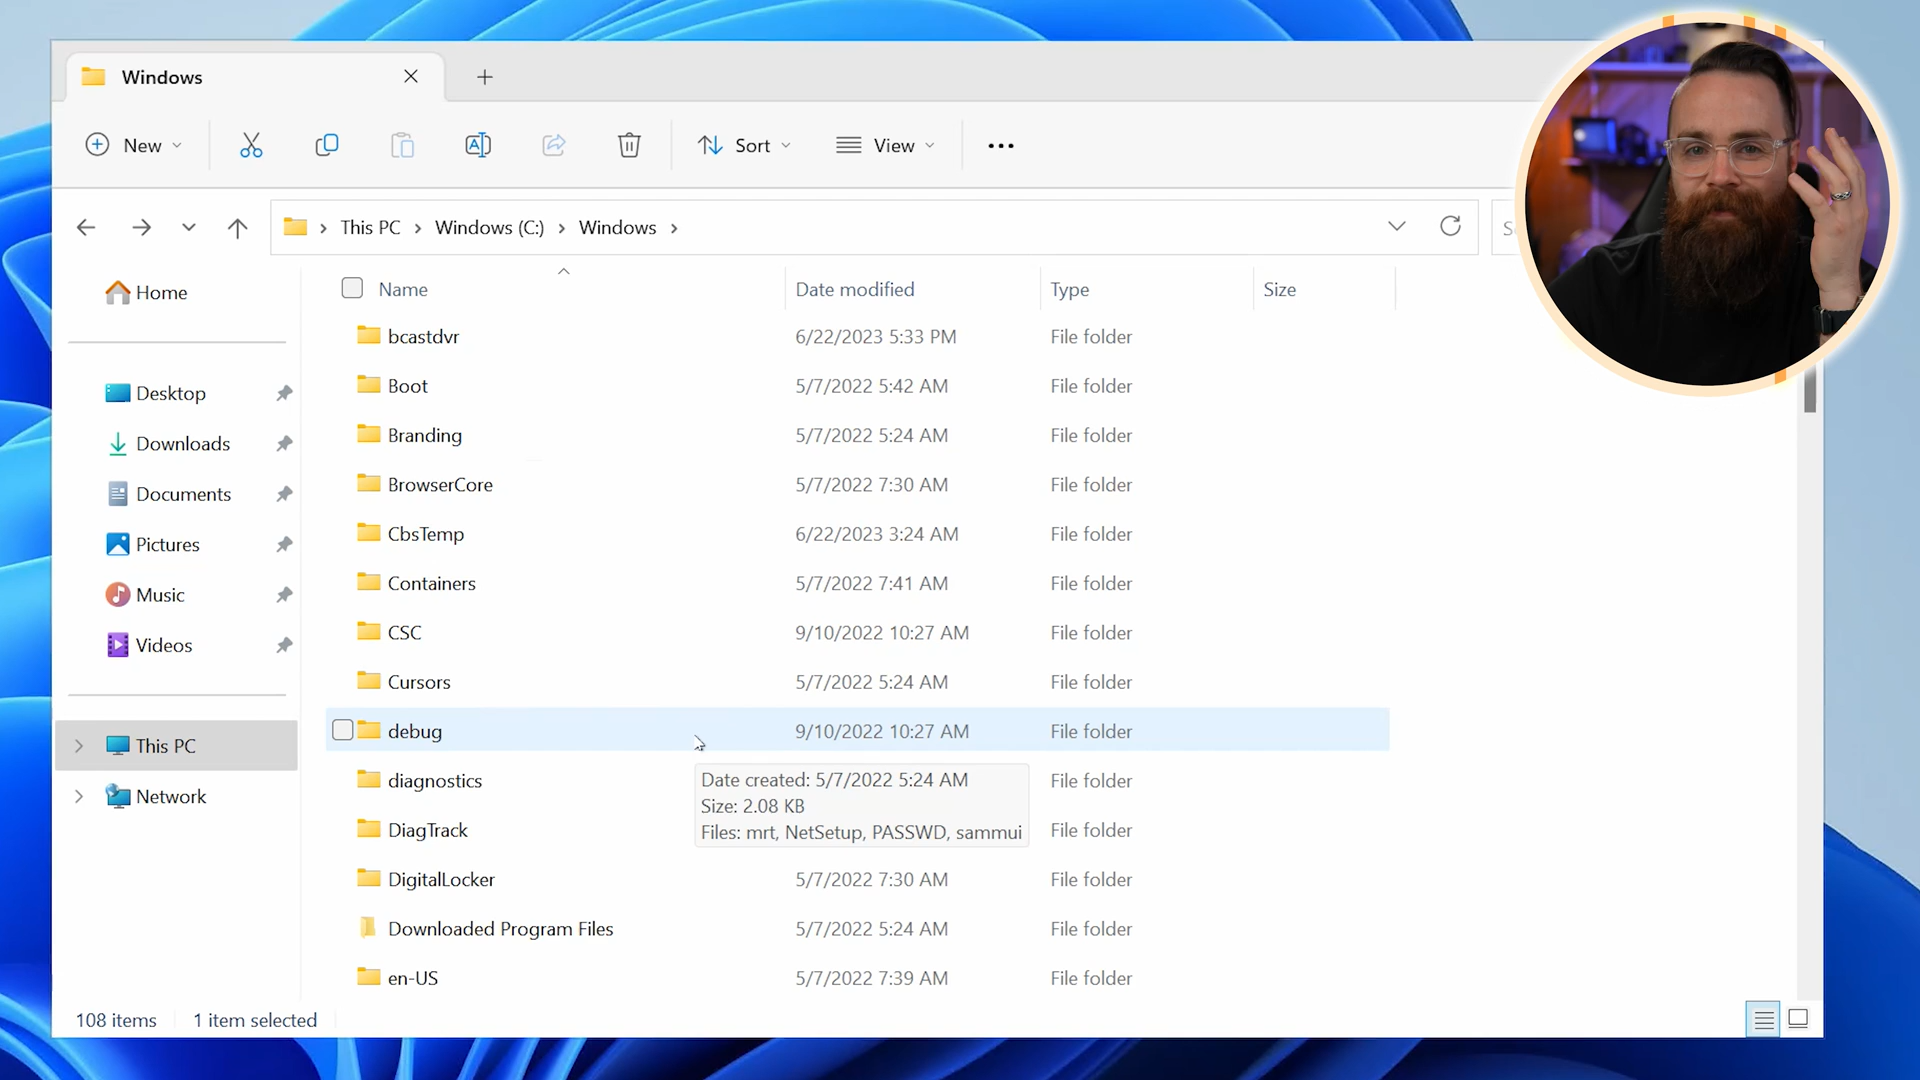 Windows
New
Sort
View
This PC
Windows (C:)
Windows
Home
Desktop
Downloads
Documents
Pictures
Music
Videos
This PC
Network
Name Date modified Type Size
bcastdvr 6/22/2023 5:33 PM File folder
Boot 5/7/2022 5:42 AM File folder
Branding 5/7/2022 5:24 AM File folder
BrowserCore 5/7/2022 7:30 AM File folder
CbsTemp 6/22/2023 3:24 AM File folder
Containers 5/7/2022 7:41 AM File folder
CSC 9/10/2022 10:27 AM File folder
Cursors 5/7/2022 5:24 AM File folder
debug 9/10/2022 10:27 AM File folder
diagnostics File folder
DiagTrack File folder
Date created: 5/7/2022 5:24 AM
Size: 2.08 KB
Files: mrt, NetSetup, PASSWD, sammui
DigitalLocker 5/7/2022 7:30 AM File folder
Downloaded Program Files 5/7/2022 5:24 AM File folder
en-US 5/7/2022 7:39 AM File folder
108 items
1 item selected